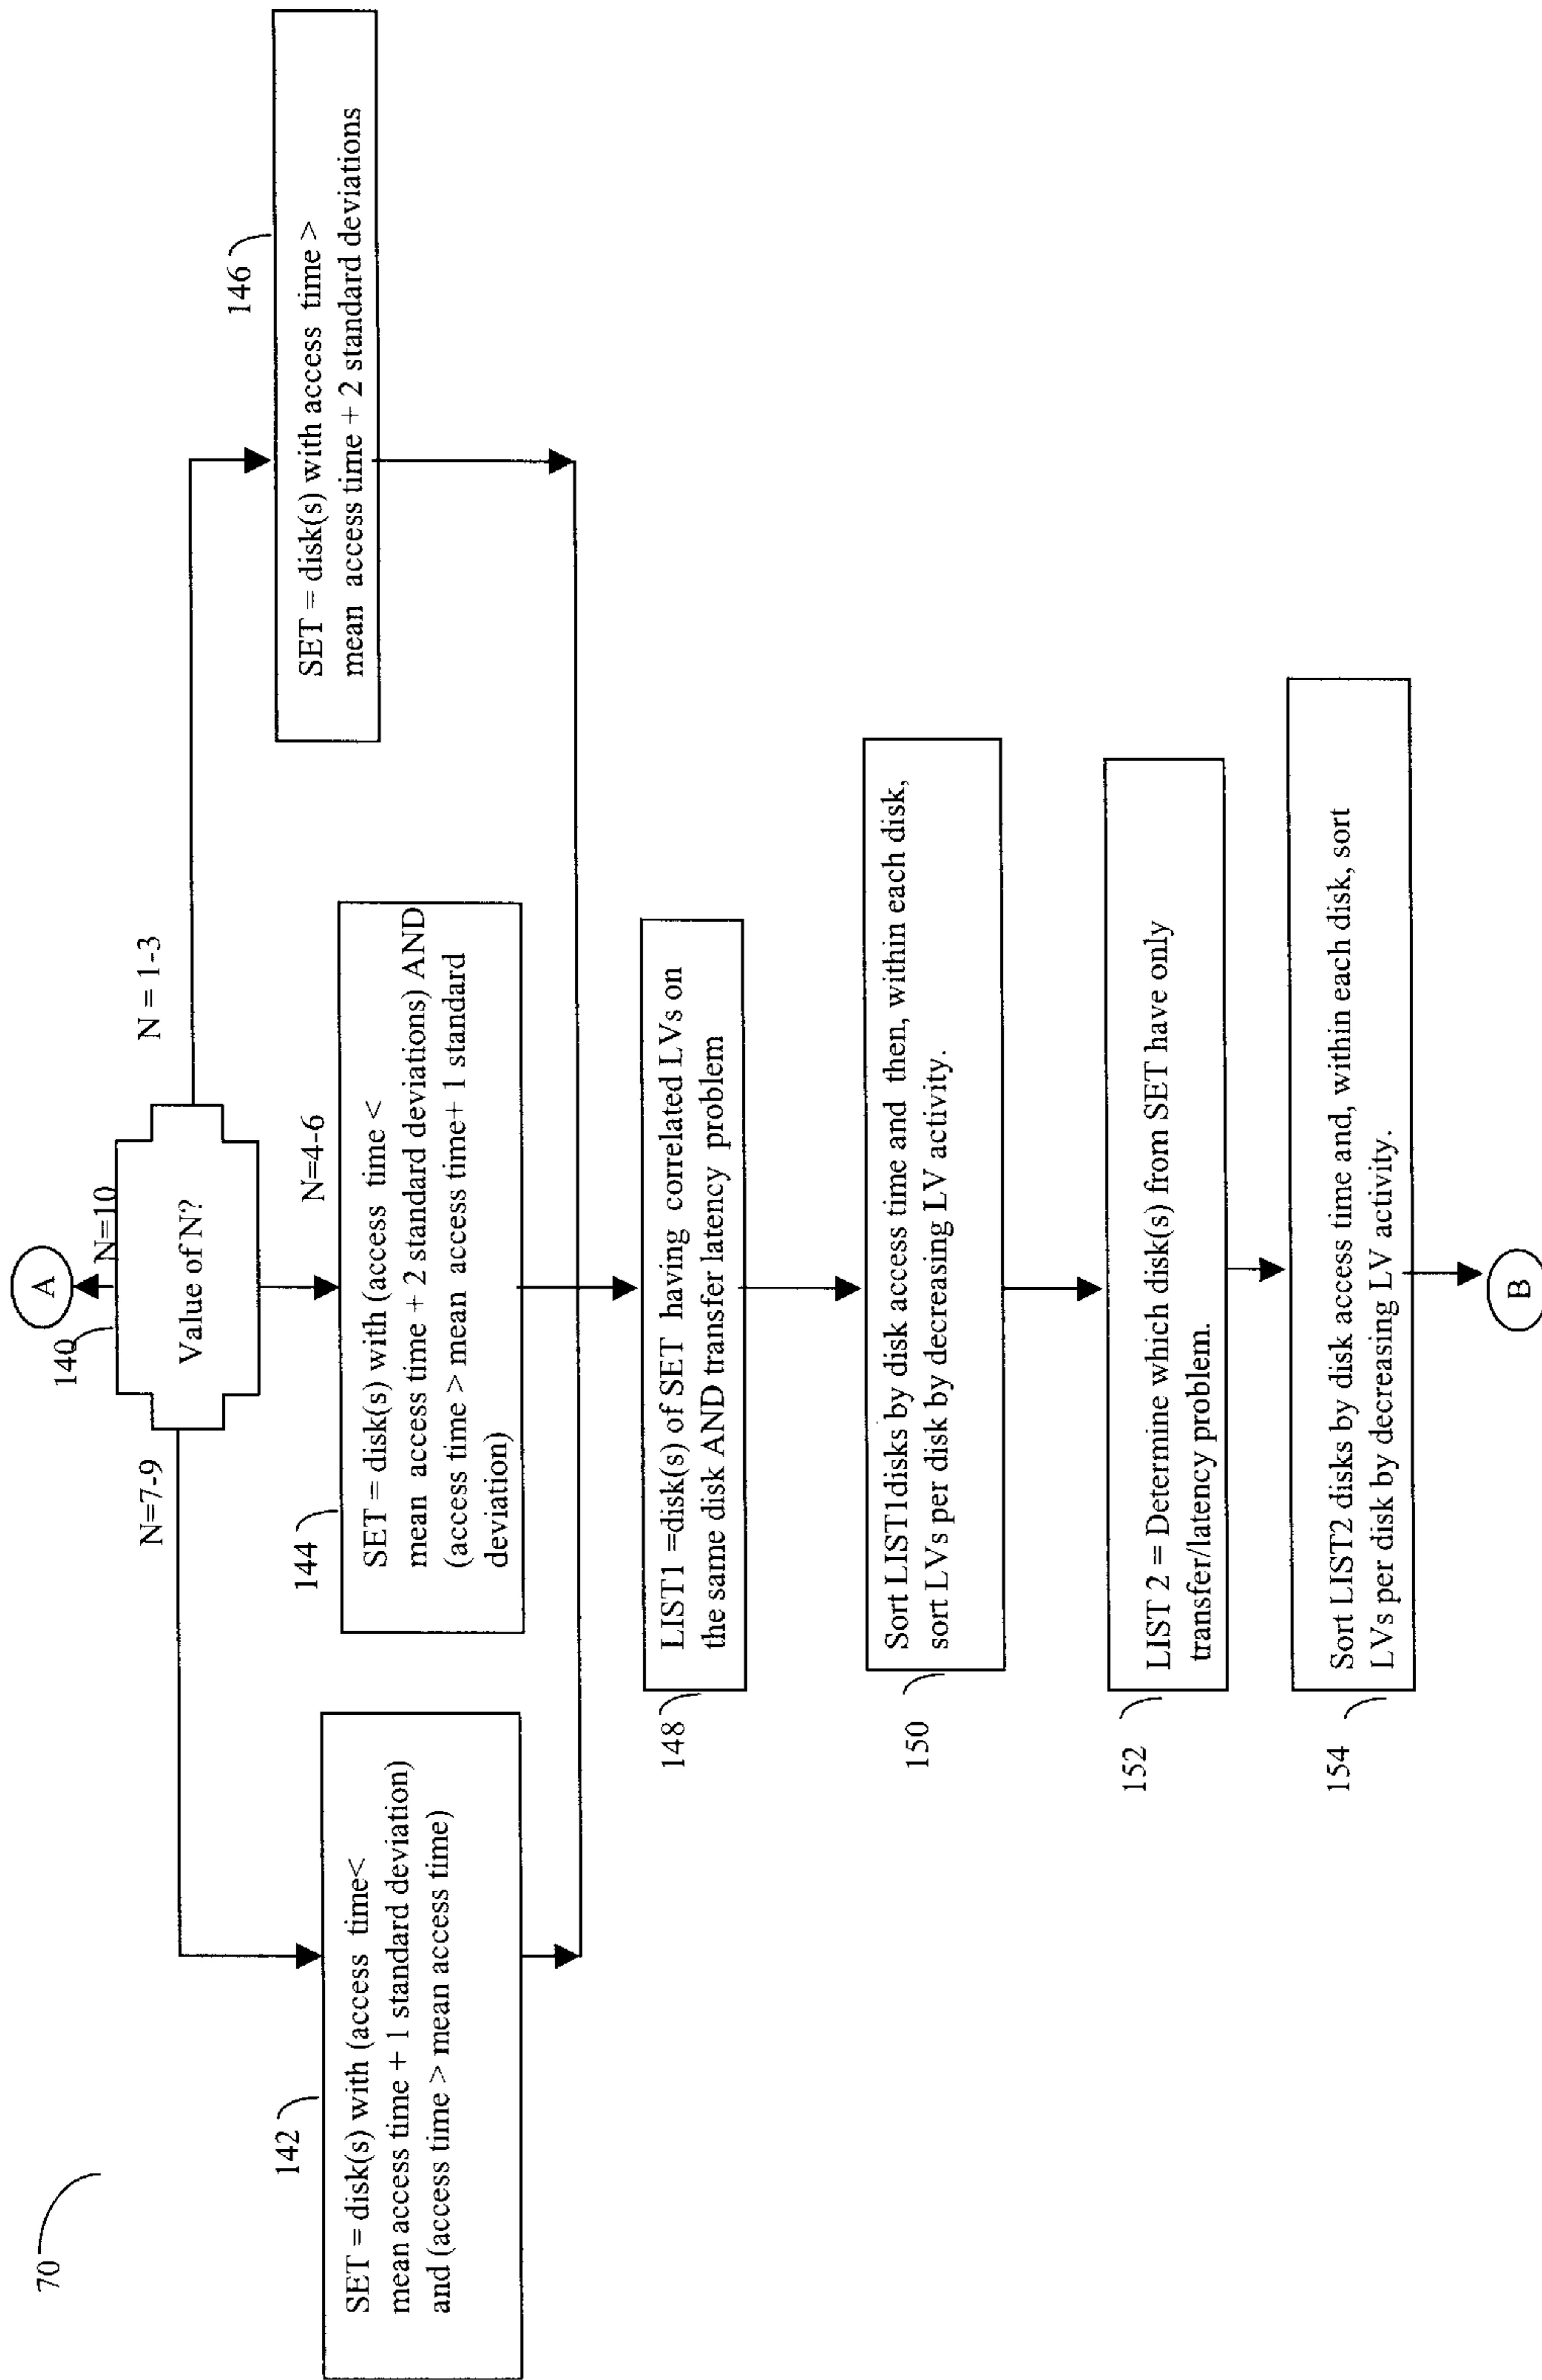 70
A
N=10
140
Value of N?
N=7-9
N=4-6
N = 1-3
142
SET = disk(s) with (access time<
mean access time + 1 standard deviation)
and (access time > mean access time)
144
SET = disk(s) with (access time <
mean access time + 2 standard deviations) AND
(access time > mean access time+ 1 standard
deviation)
146
SET = disk(s) with access time >
mean access time + 2 standard deviations
148
LIST1 =disk(s) of SET having correlated LVs on
the same disk AND transfer latency problem
150
Sort LIST1disks by disk access time and then, within each disk,
sort LVs per disk by decreasing LV activity.
152
LIST 2 = Determine which disk(s) from SET have only
transfer/latency problem.
154
Sort LIST2 disks by disk access time and, within each disk, sort
LVs per disk by decreasing LV activity.
B